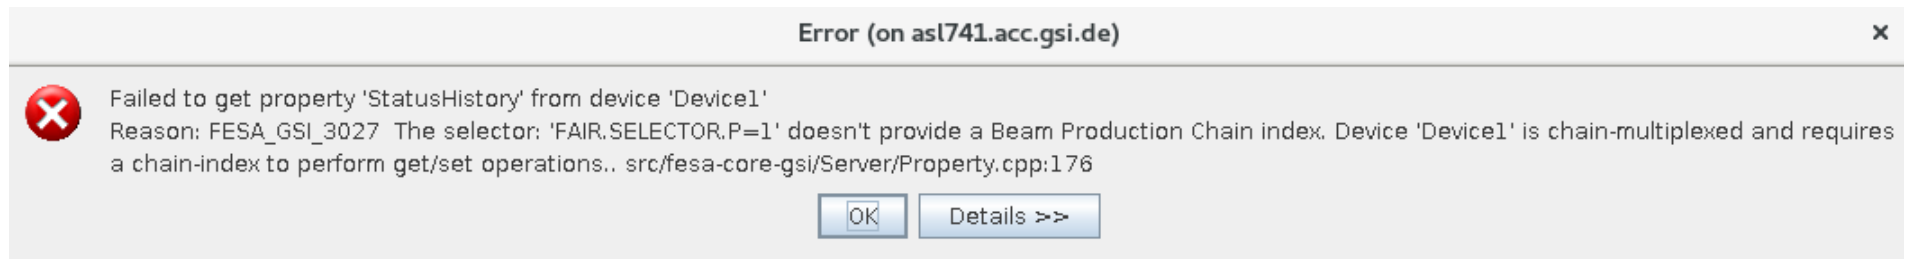 Error (on asl741.acc.gsi.de)
Failed to get property 'StatusHistory' from device 'Device1'
Reason: FESA_GSI_3027  The selector: 'FAIR.SELECTOR.P=1' doesn't provide a Beam Production Chain index. Device 'Device1' is chain-multiplexed and requires
a chain-index to perform get/set operations.. src/fesa-core-gsi/Server/Property.cpp:176
OK
Details >>